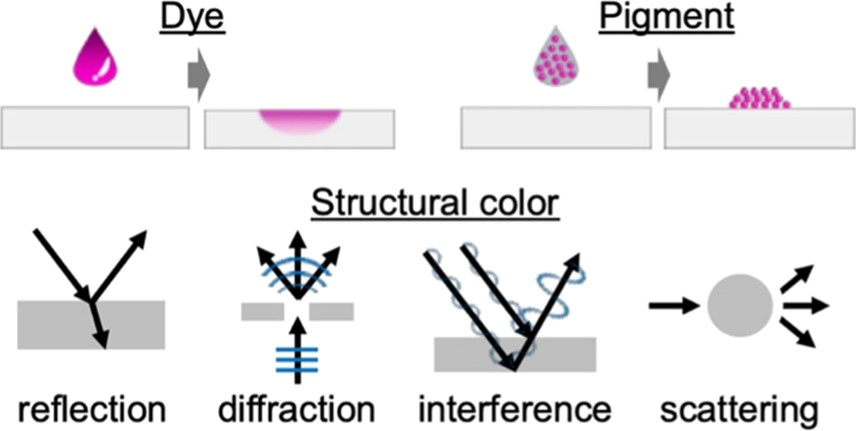 Dye
Pigment
Structural color
reflection
diffraction
interference
scattering